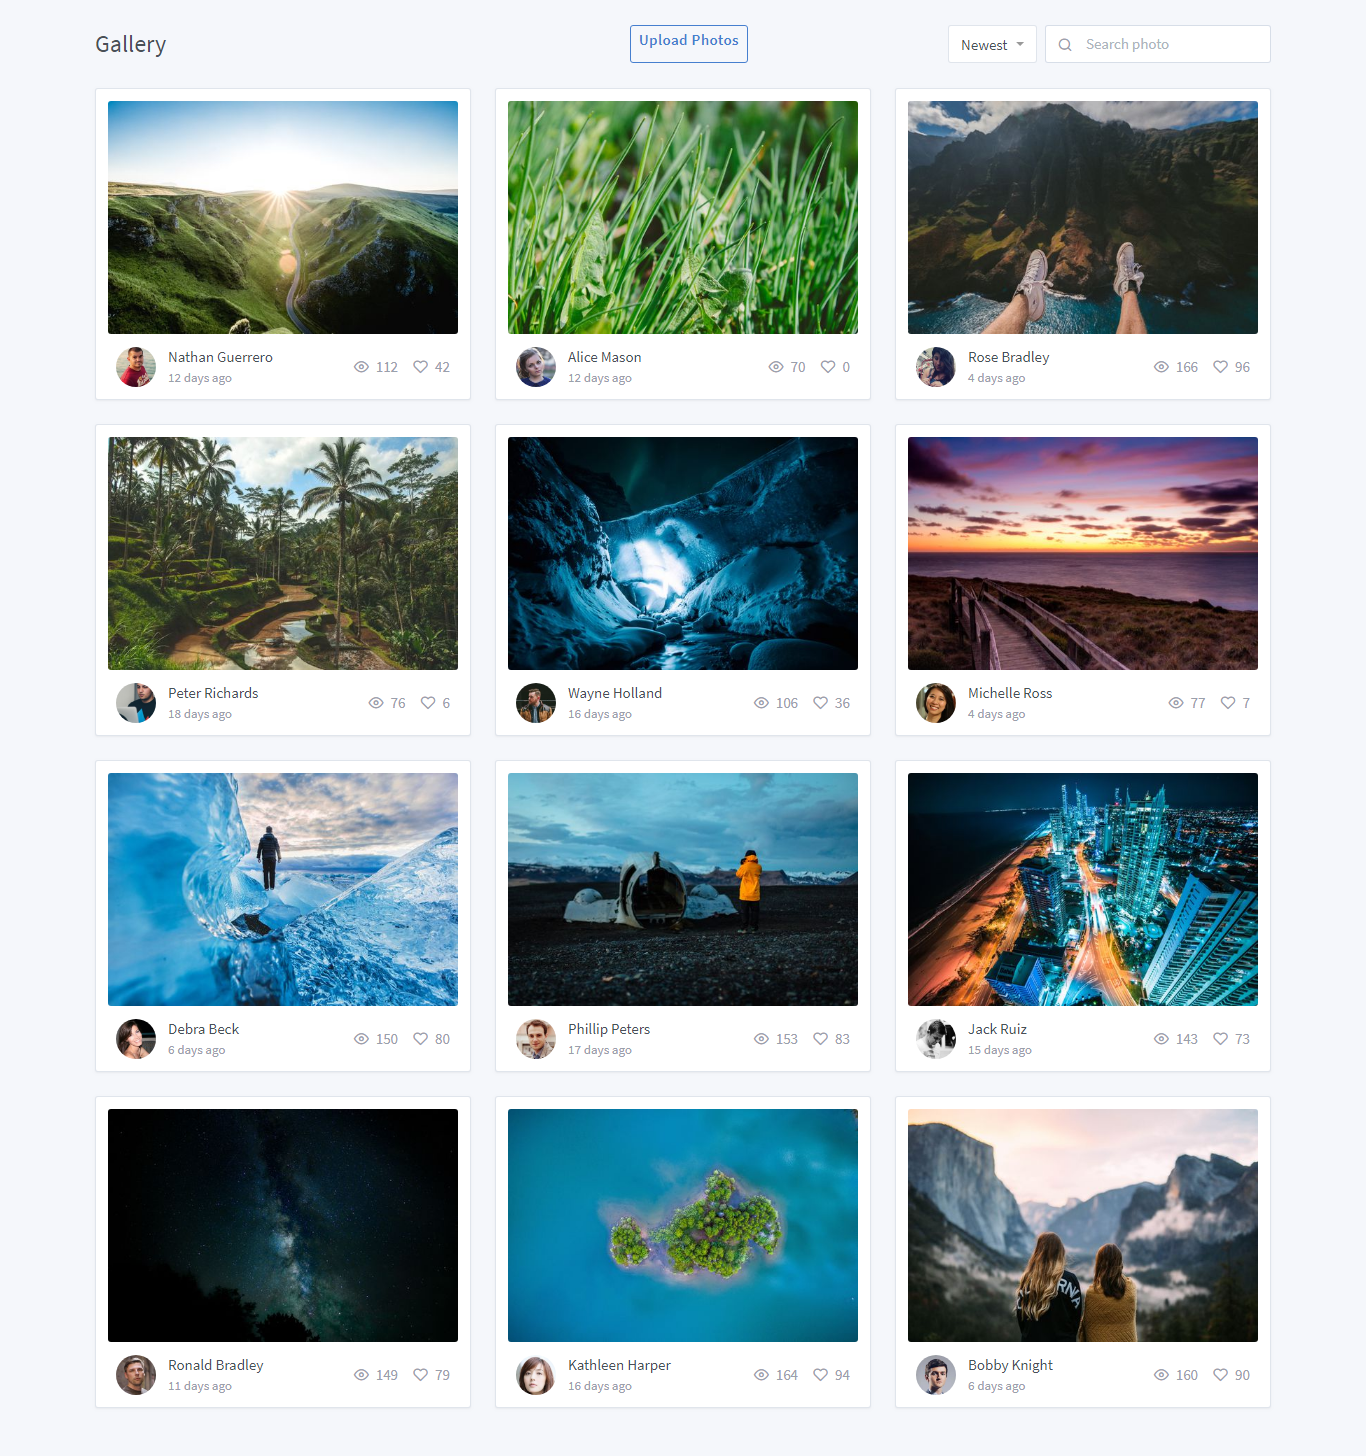 Gallery
Upload Photos
Newest
Search photo
Nathan Guerrero
12 days ago
112
42
Alice Mason
12 days ago
70
0
Rose Bradley
4 days ago
166
96
Peter Richards
18 days ago
76
6
Wayne Holland
16 days ago
106
36
Michelle Ross
4 days ago
77
7
Debra Beck
6 days ago
150
80
Phillip Peters
17 days ago
153
83
Jack Ruiz
15 days ago
143
73
Ronald Bradley
11 days ago
149
79
Kathleen Harper
16 days ago
164
94
Bobby Knight
6 days ago
160
90